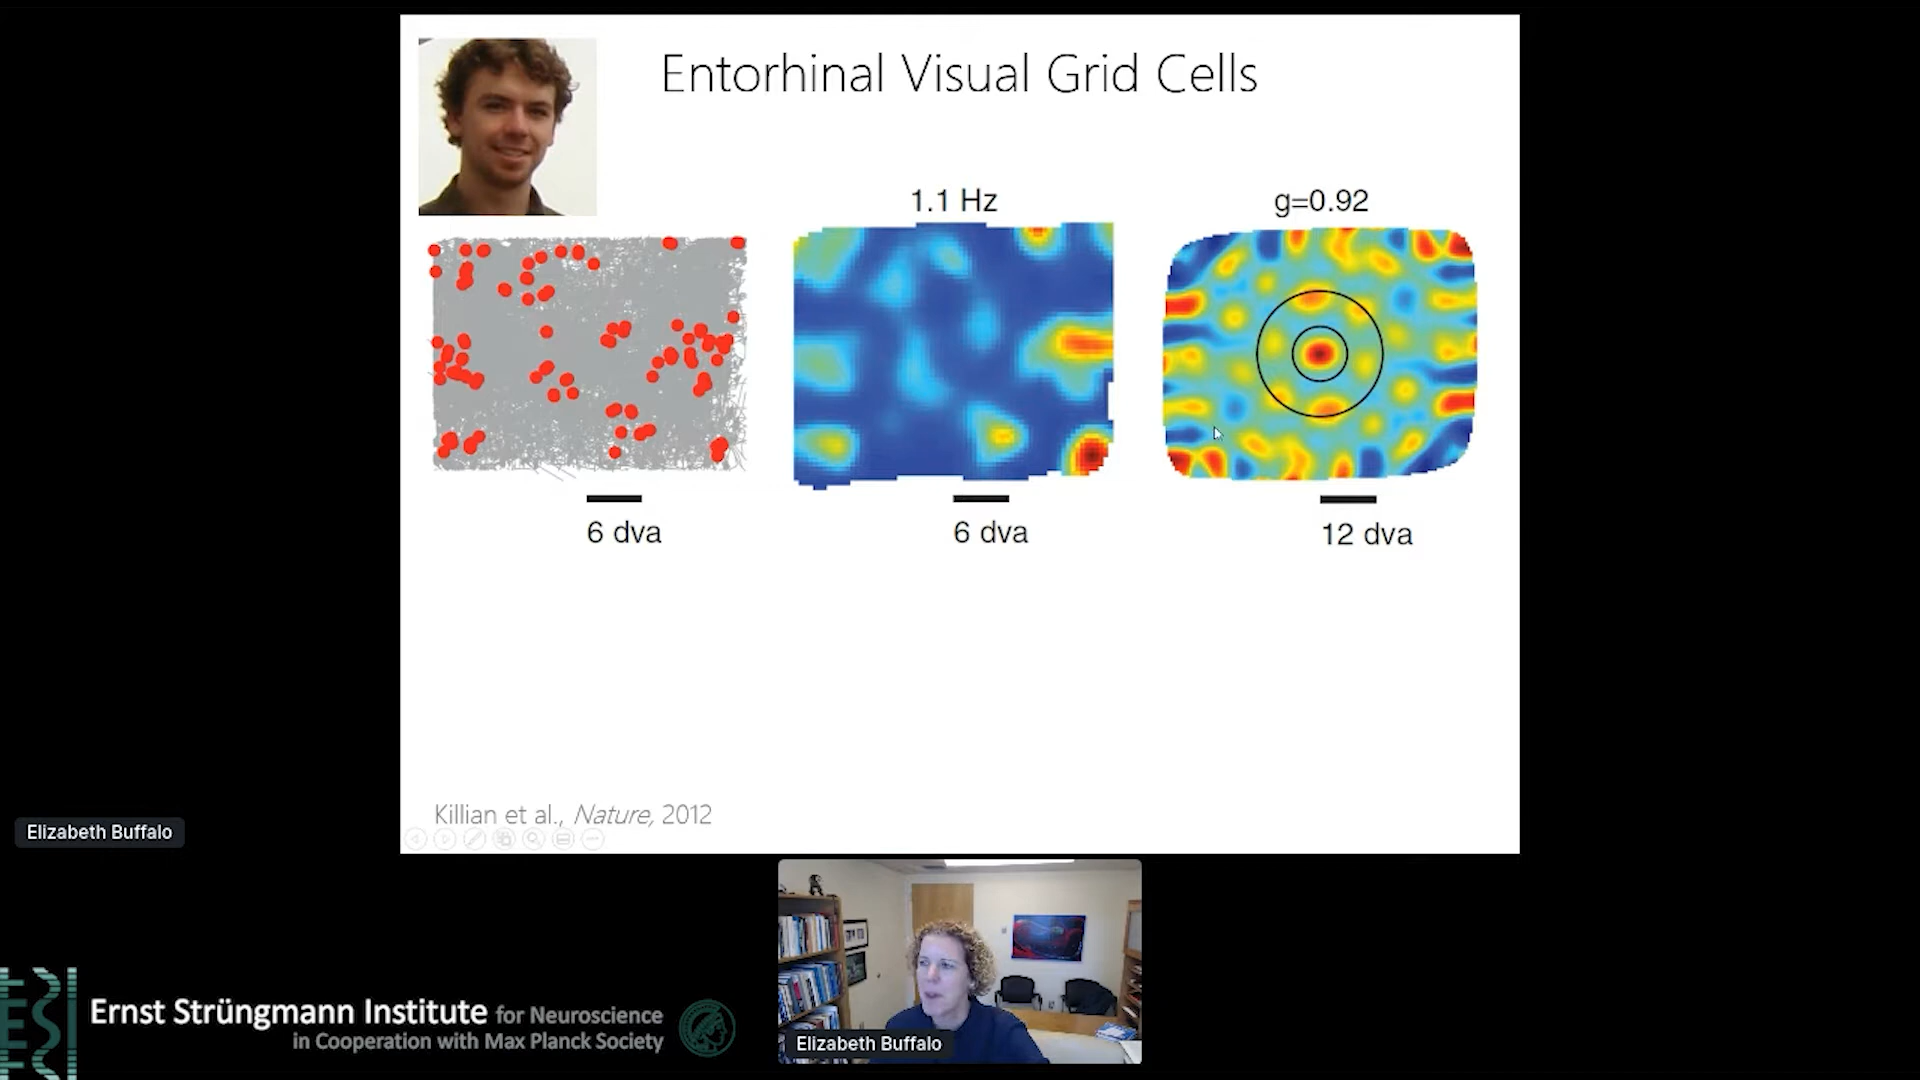 Entorhinal Visual Grid Cells
1.1 Hz
g=0.92
6 dva
6 dva
12 dva
Killian et al., Nature, 2012
Elizabeth Buffalo
Elizabeth Buffalo
ESI
Ernst Strüngmann Institute for Neuroscience
in Cooperation with Max Planck Society